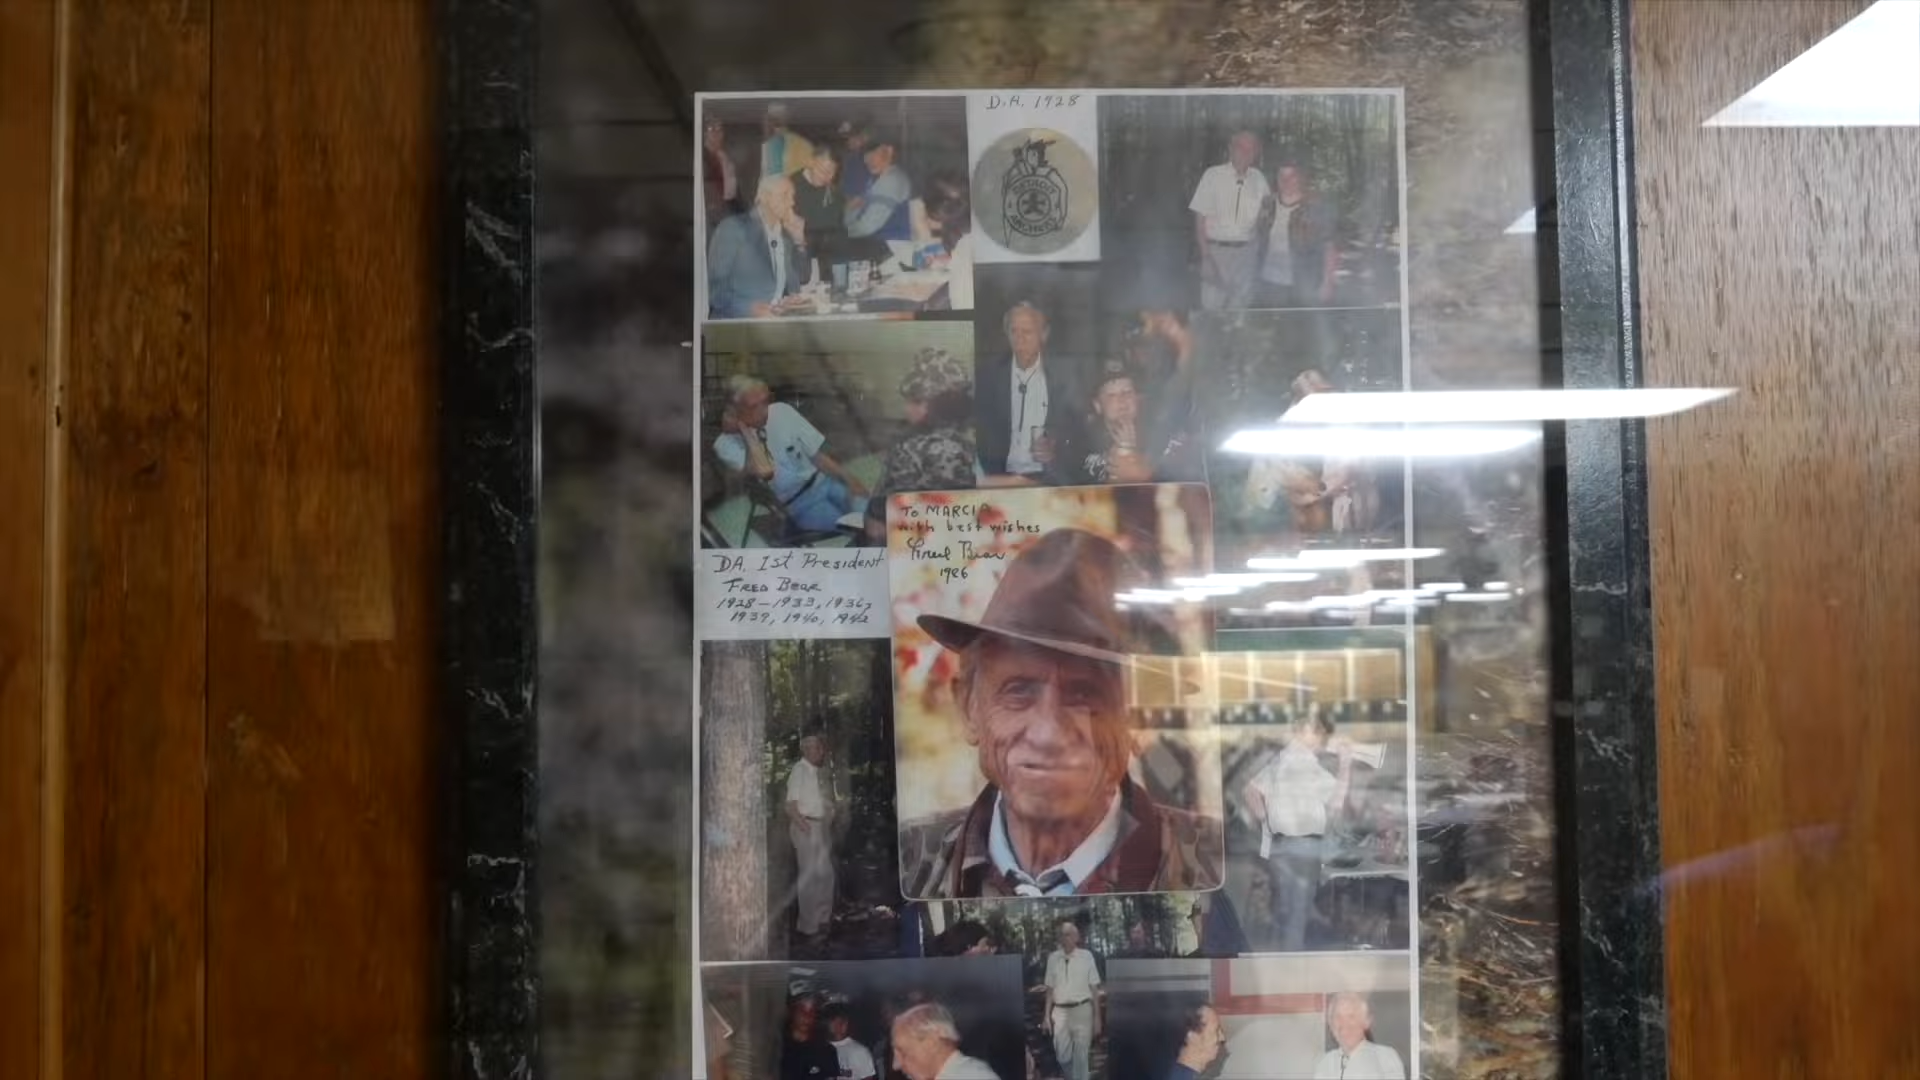 D.A. 1928
DETROIT
ARCHERS
To MARCIA
with best wishes
Fred Bear
1986
DA. 1st President
FRED BEAR
1928-1933, 1936,
1939, 1940, 1942